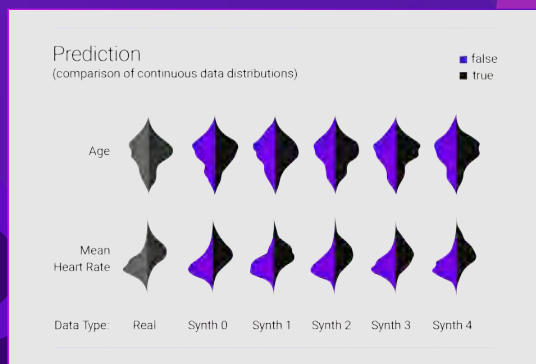 Prediction
(comparison of continuous data distributions)
false
true
Age
Mean
Heart Rate
Data Type: Real Synth 0 Synth 1 Synth 2 Synth 3 Synth 4